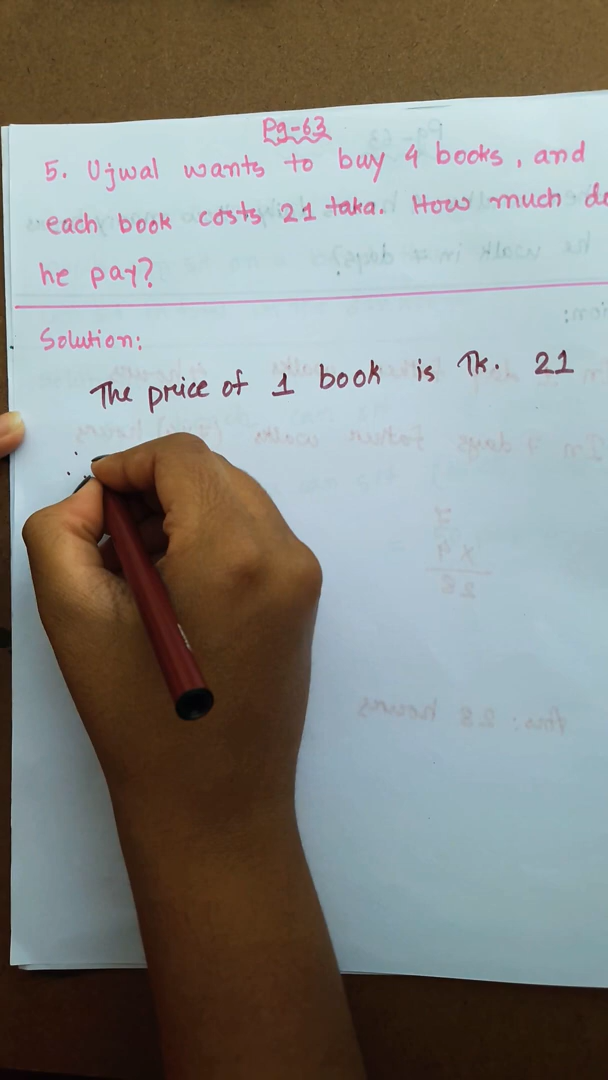 Pg-63
5. Ujwal wants to buy 4 books, and
each book costs 21 taka. How much do
he pay?
Solution:
The price of 1 book is Tk. 21